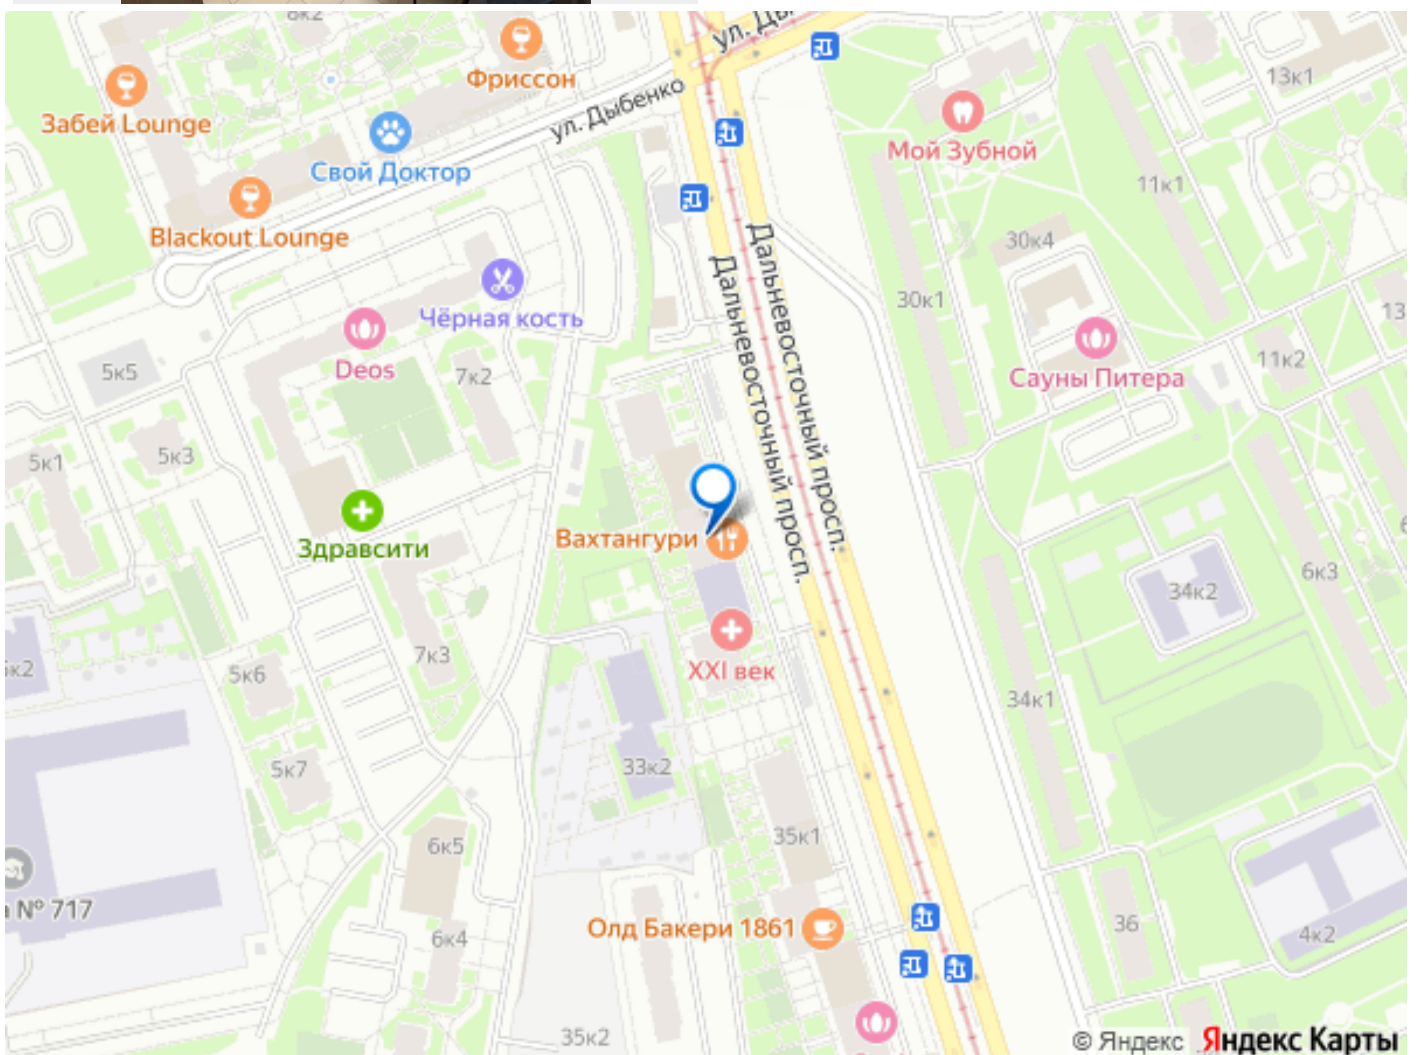 8к2
ул. Ды
Фриссон
13к1
Забей Lounge
ул. Дыбенко
Мой Зубной
Свой Доктор
11к1
Blackout Lounge
30к4
Дальневосточный просп.
Дальневосточный просп.
30к1
13
Чёрная кость
Deos
7к2
5к5
11к2
Сауны Питера
5к1
5к3
Вахтангури
Здравсити
6к3
34к2
7к3
XXI век
5к6
к2
34к1
5к7
33к2
35к1
6к5
№ 717
Олд Бакери 1861
36
6к4
4к2
35к2
© Яндекс Яндекс Карты